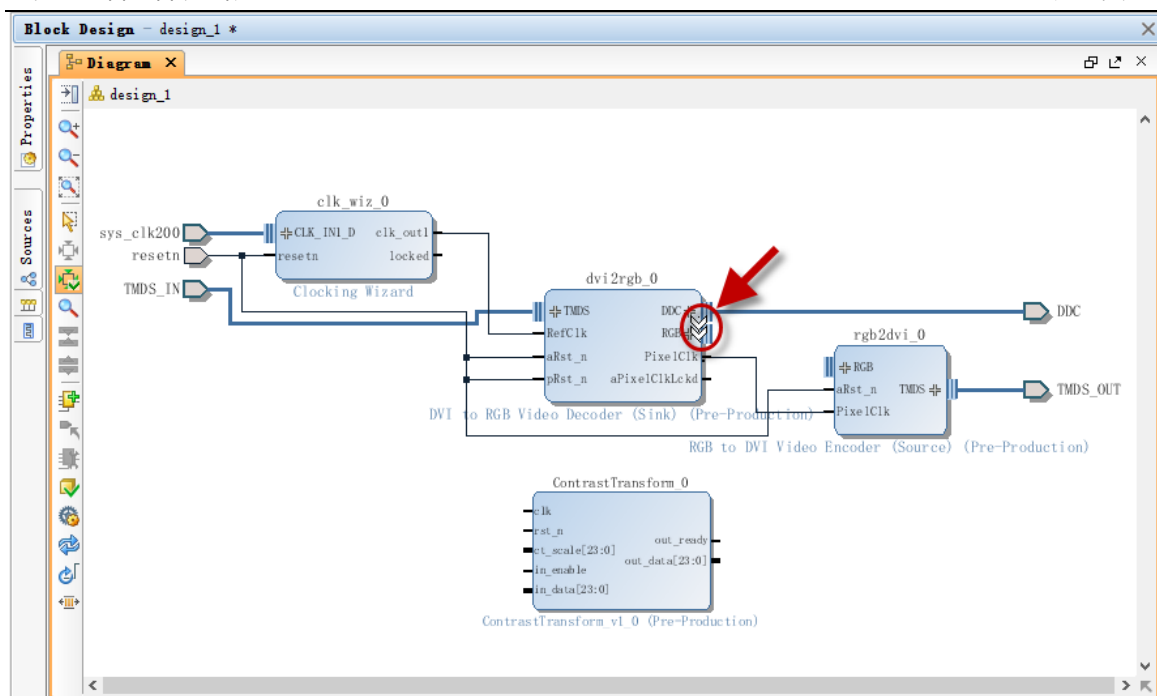 Block Design - design_1 *
Properties
Sources
Diagram
design_1
clk_wiz_0
sys_clk200
resetn
TMDS_IN
CLK_IN1_D clk_out1
resetn locked
Clocking Wizard
dvi2rgb_0
TMDS DDC
RefClk RGB
aRst_n PixelClk
pRst_n aPixelClkLckd
DVI to RGB Video Decoder (Sink) (Pre-Production)
DDC
rgb2dvi_0
RGB
aRst_n TMDS
PixelClk
TMDS_OUT
RGB to DVI Video Encoder (Source) (Pre-Production)
ContrastTransform_0
clk
rst_n
ct_scale[23:0]
in_enable
in_data[23:0]
out_ready
out_data[23:0]
ContrastTransform_v1_0 (Pre-Production)